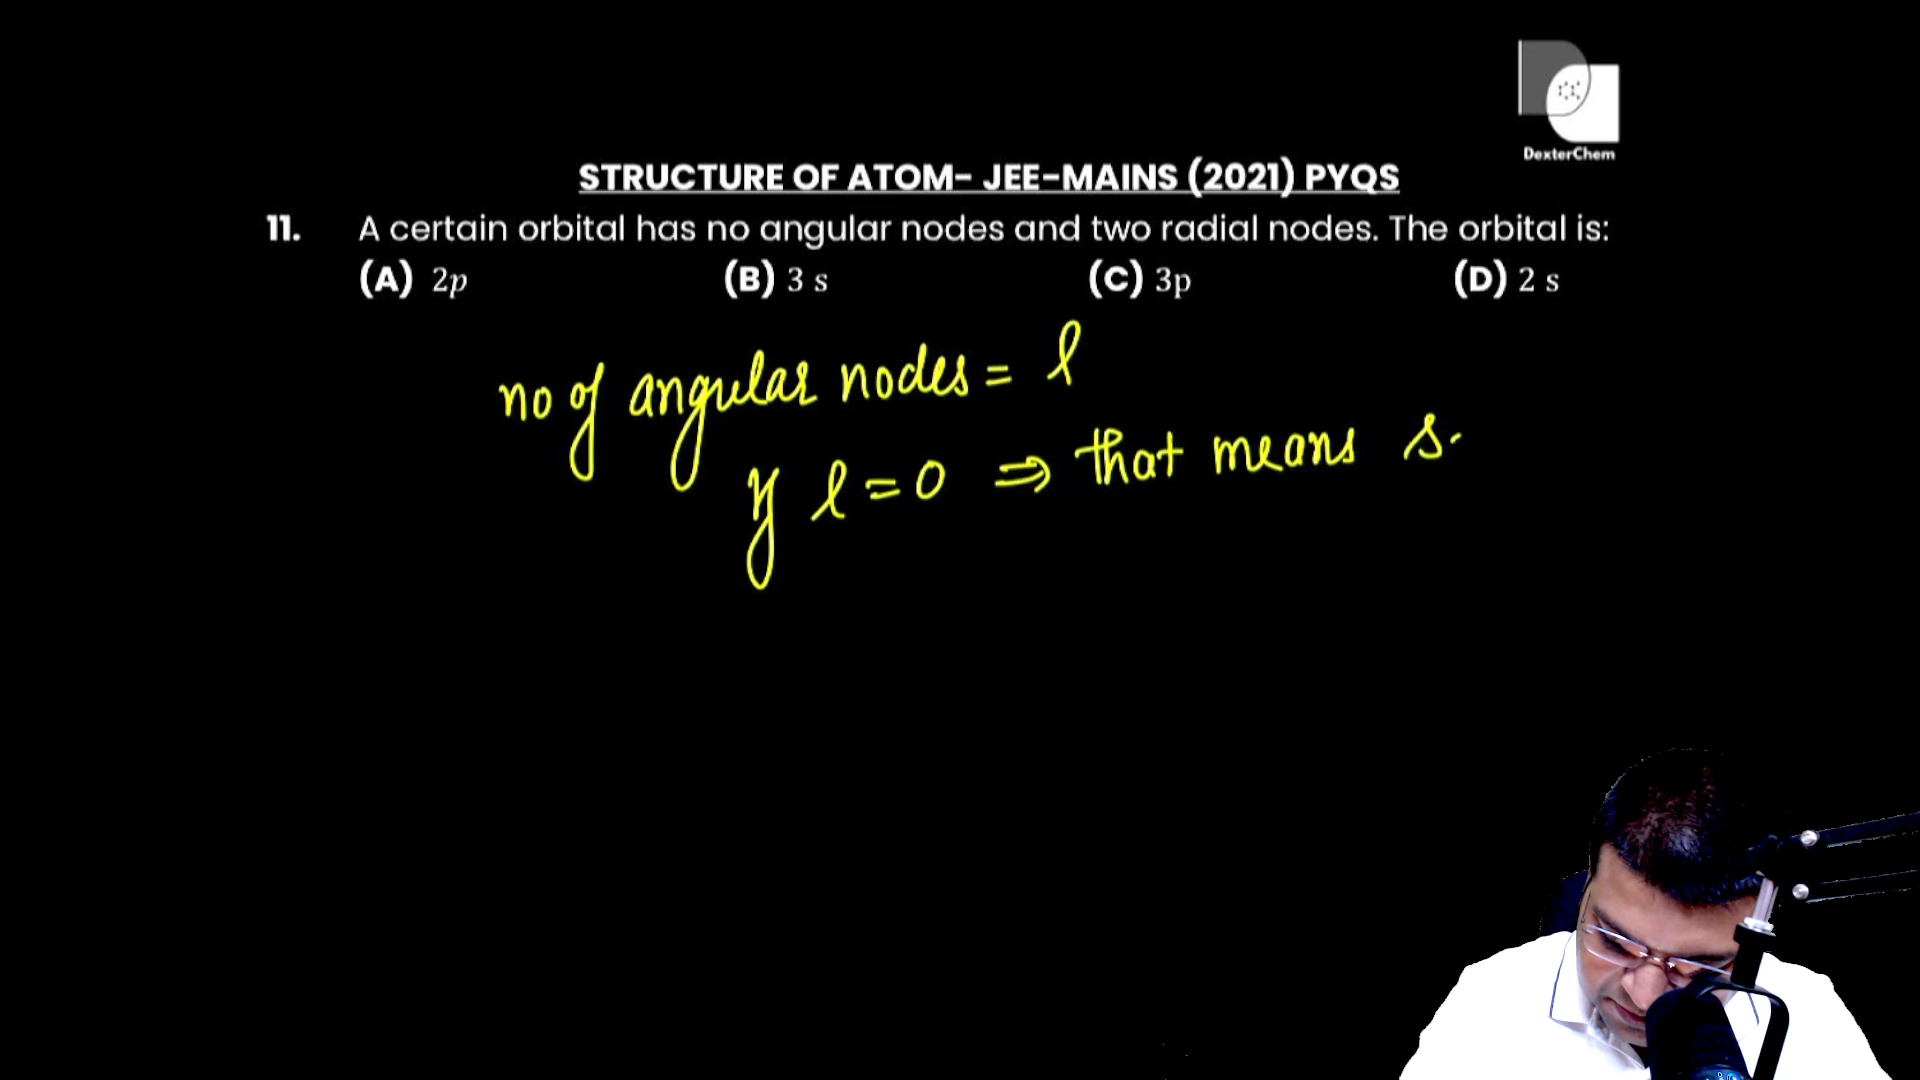 DexterChem
STRUCTURE OF ATOM- JEE-MAINS (2021) PYQS
11. A certain orbital has no angular nodes and two radial nodes. The orbital is:
(A) 2p (B) 3 s (C) 3p (D) 2 s
no of angular nodes = l
if l = 0 ⇒ that means s.